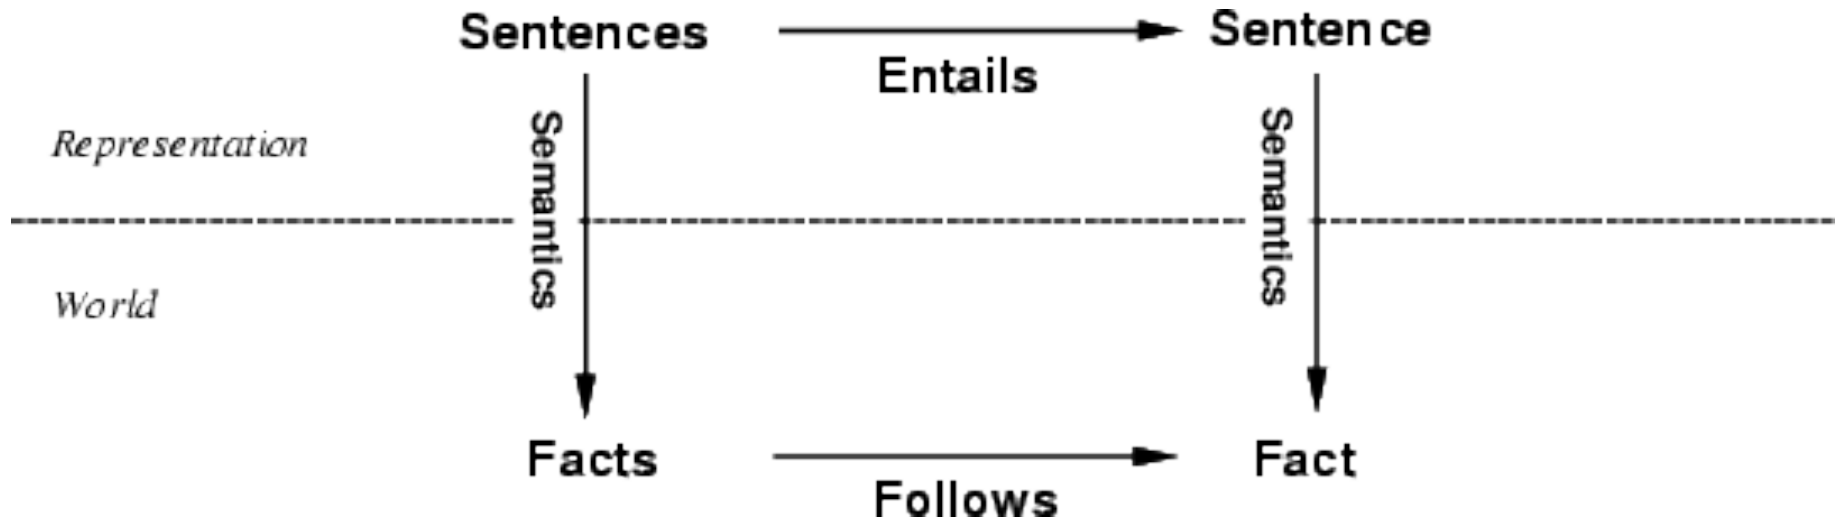 Sentences
Sentence
Entails
Semantics
Semantics
Representation
World
Facts
Fact
Follows